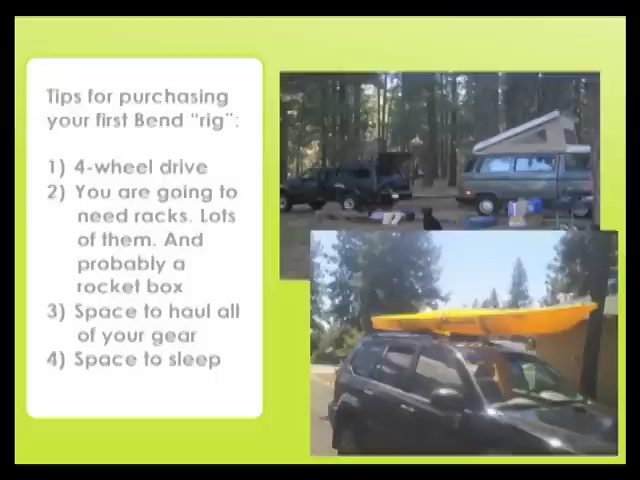 Tips for purchasing
your first Bend "rig":
1) 4-wheel drive
2) You are going to
need racks. Lots
of them. And
probably a
rocket box
3) Space to haul all
of your gear
4) Space to sleep